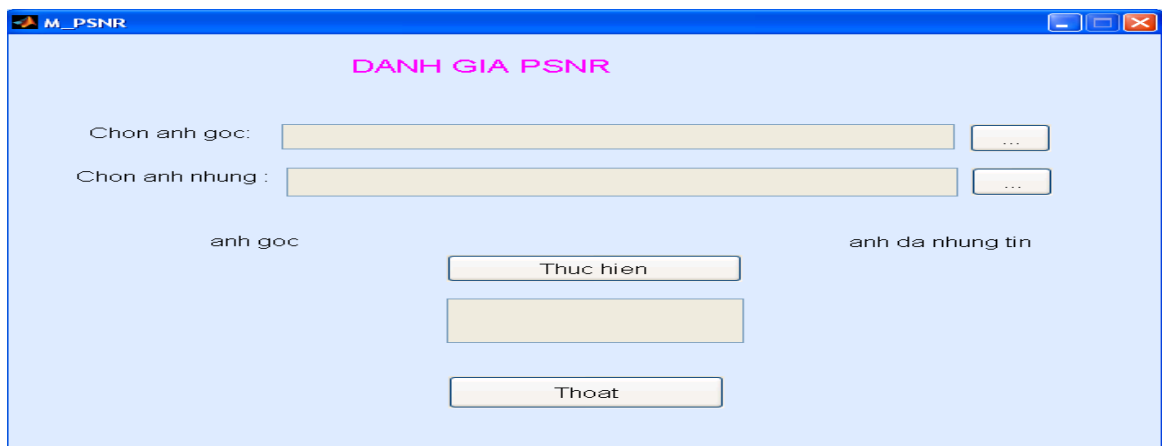 M_PSNR
DANH GIA PSNR
Chon anh goc:
...
Chon anh nhung :
...
anh goc
anh da nhung tin
Thuc hien
Thoat